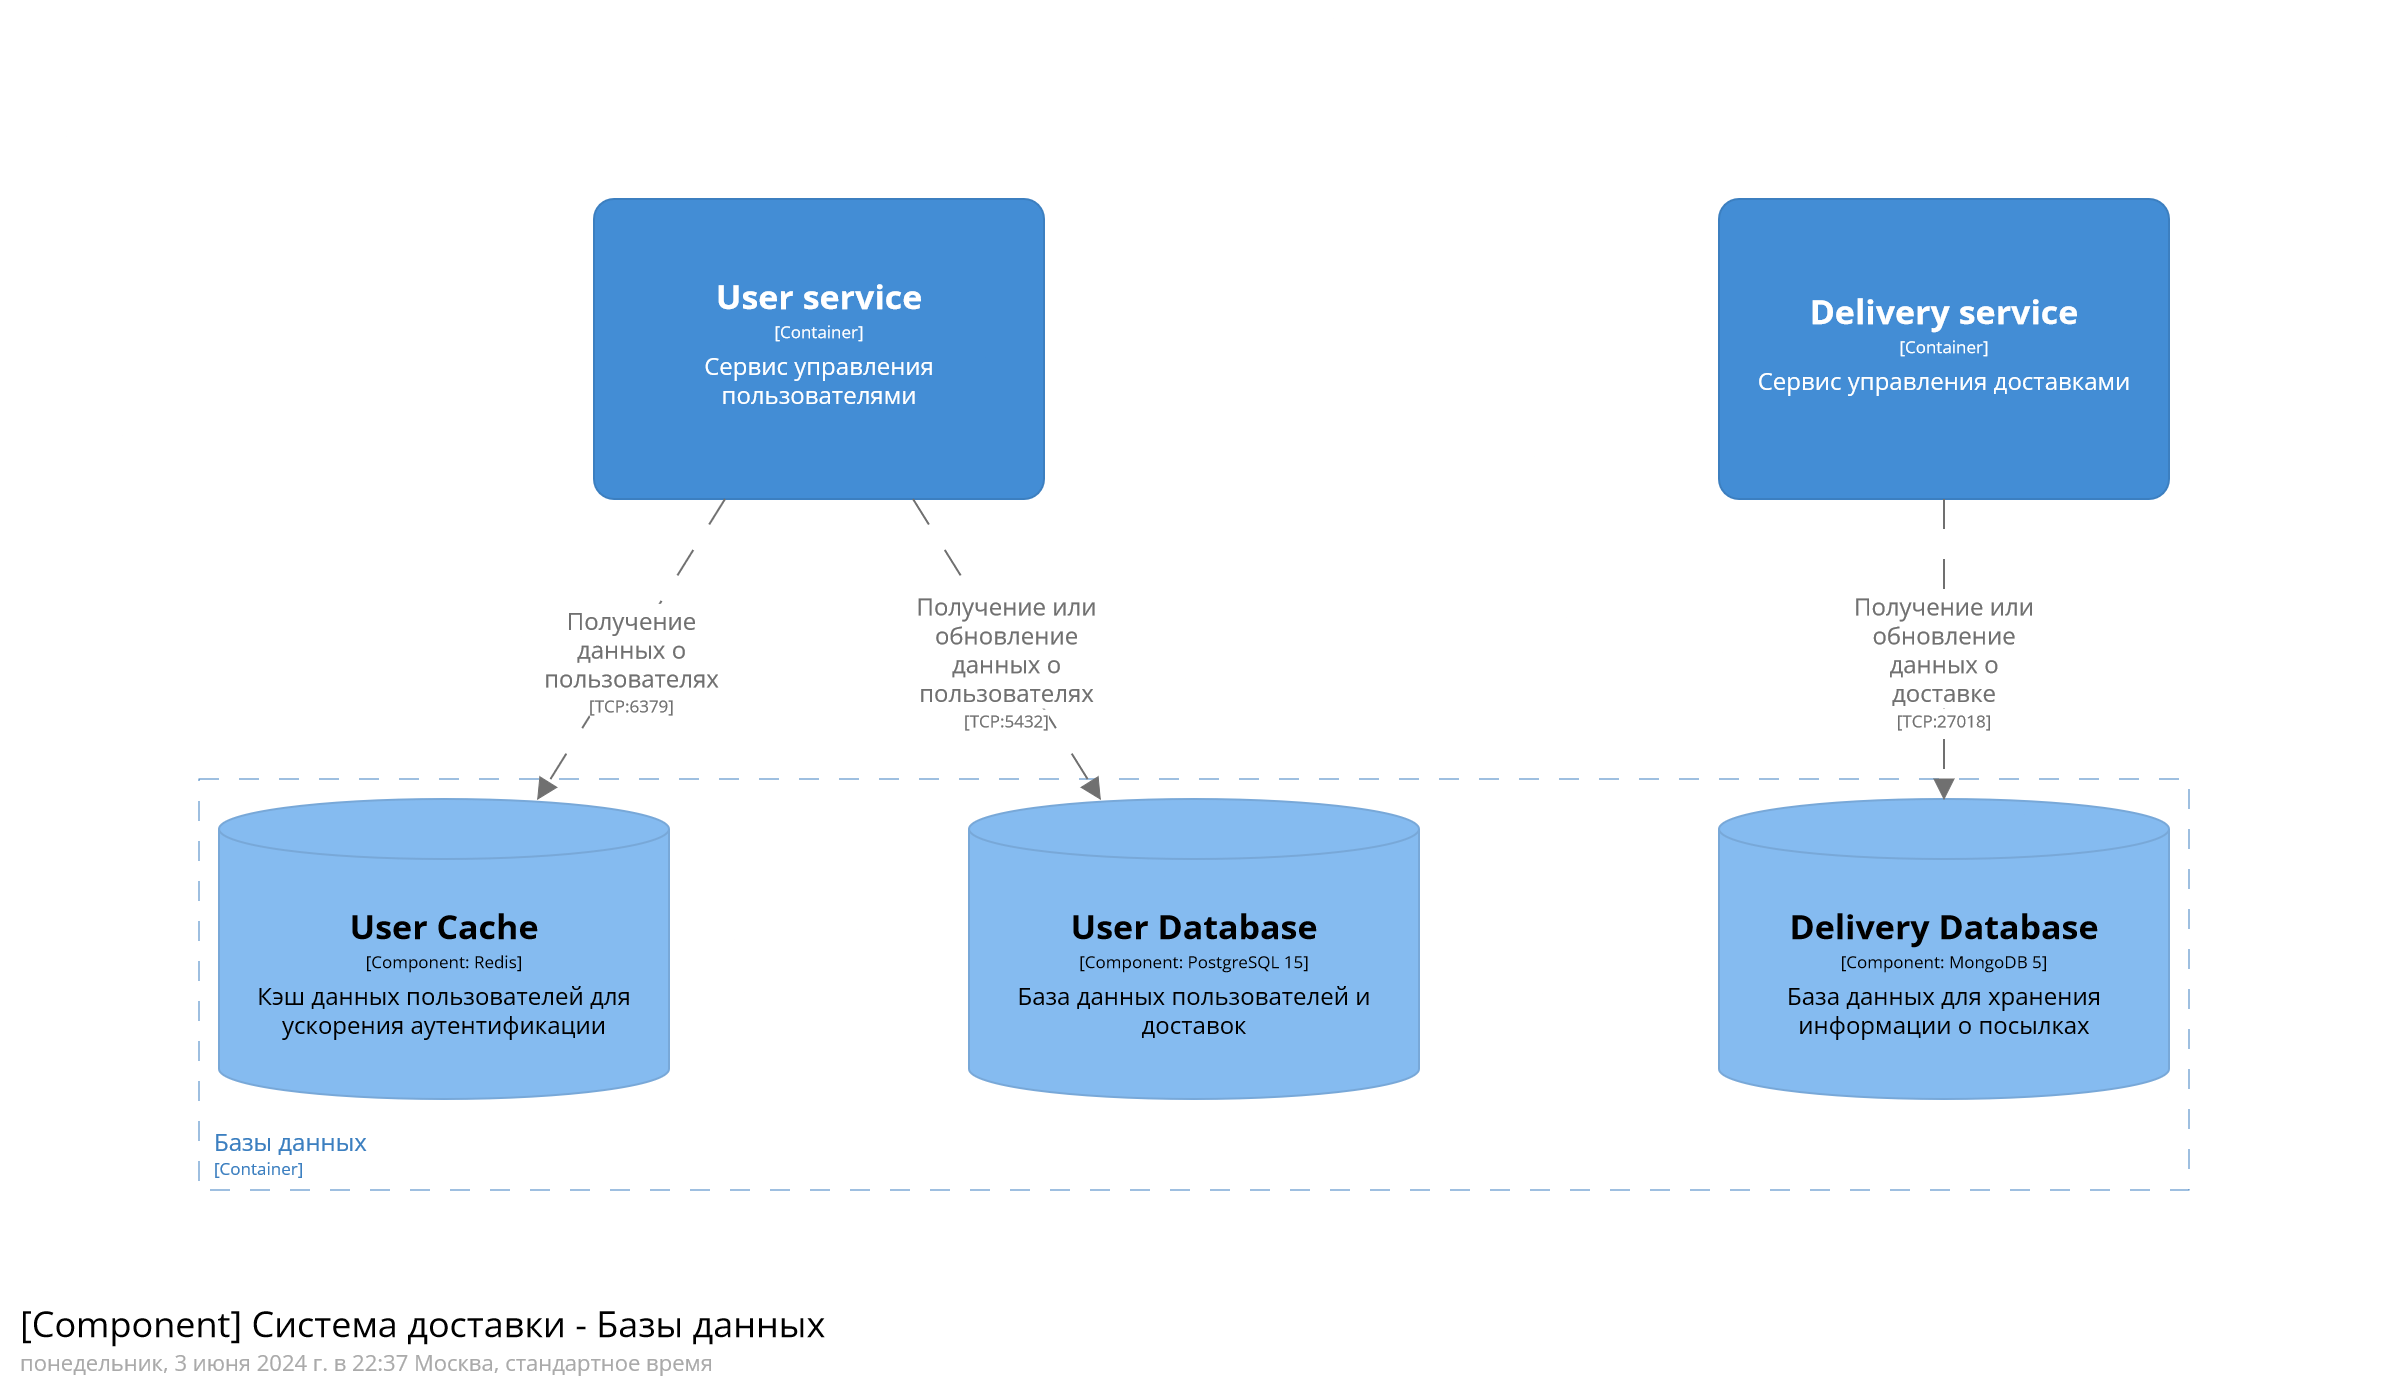 User service
[Container]
Сервис управления
пользователями
Delivery service
[Container]
Сервис управления доставками
Получение
данных о
пользователях
[TCP:6379]
Получение или
обновление
данных о
пользователях
[TCP:5432]
Получение или
обновление
данных о
доставке
[TCP:27018]
User Cache
[Component: Redis]
Кэш данных пользователей для
ускорения аутентификации
User Database
[Component: PostgreSQL 15]
База данных пользователей и
доставок
Delivery Database
[Component: MongoDB 5]
База данных для хранения
информации о посылках
Базы данных
[Container]
[Component] Система доставки - Базы данных
понедельник, 3 июня 2024 г. в 22:37 Москва, стандартное время